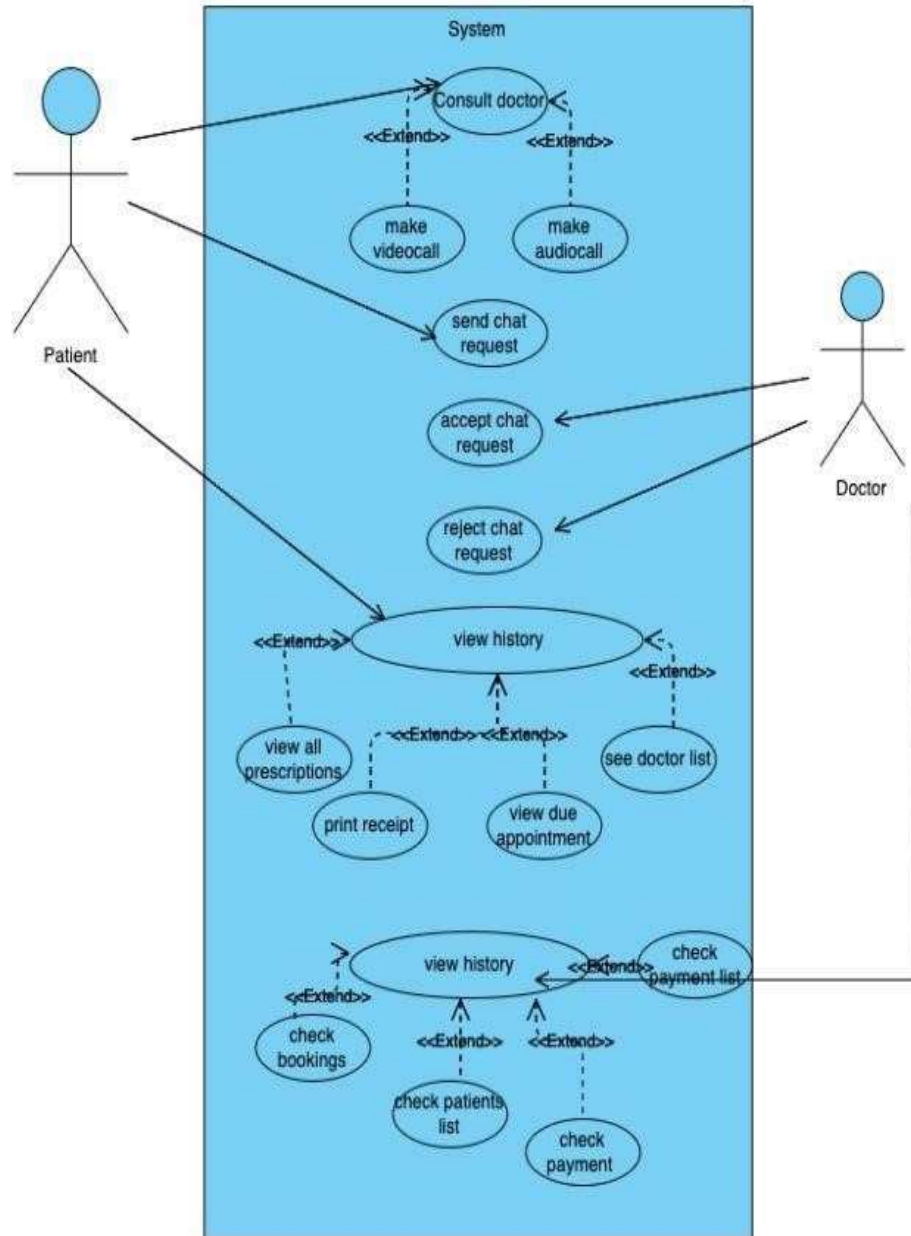 System
Consult doctor
<<Extend>>
<<Extend>>
make
videocall
make
audiocall
send chat
request
Patient
accept chat
request
Doctor
reject chat
request
<<Extend>>
view history
<<Extend>>
view all
prescriptions
<<Extend>>
<<Extend>>
see doctor list
print receipt
view due
appointment
view history
<<Extend>>
check
payment list
<<Extend>>
check
bookings
<<Extend>>
<<Extend>>
check patients
list
check
payment